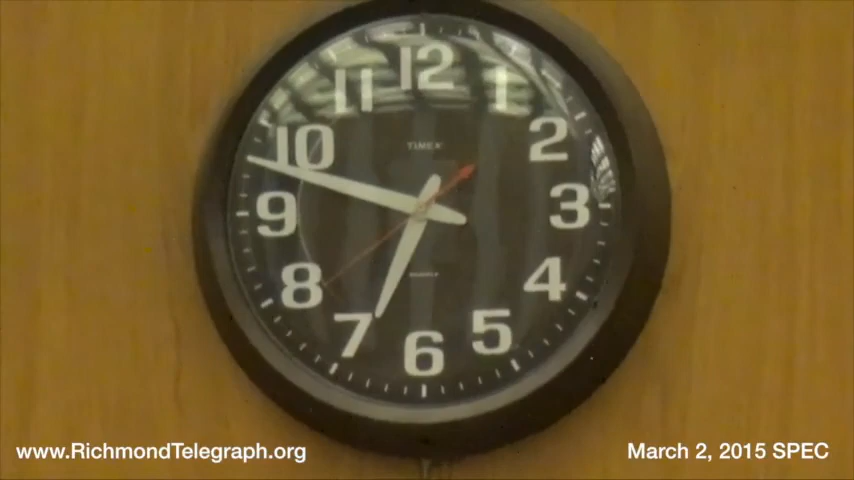 12
11 1
10 2
TIMEX
9 3
QUARTZ
8 4
7 5
6
www.RichmondTelegraph.org
March 2, 2015 SPEC